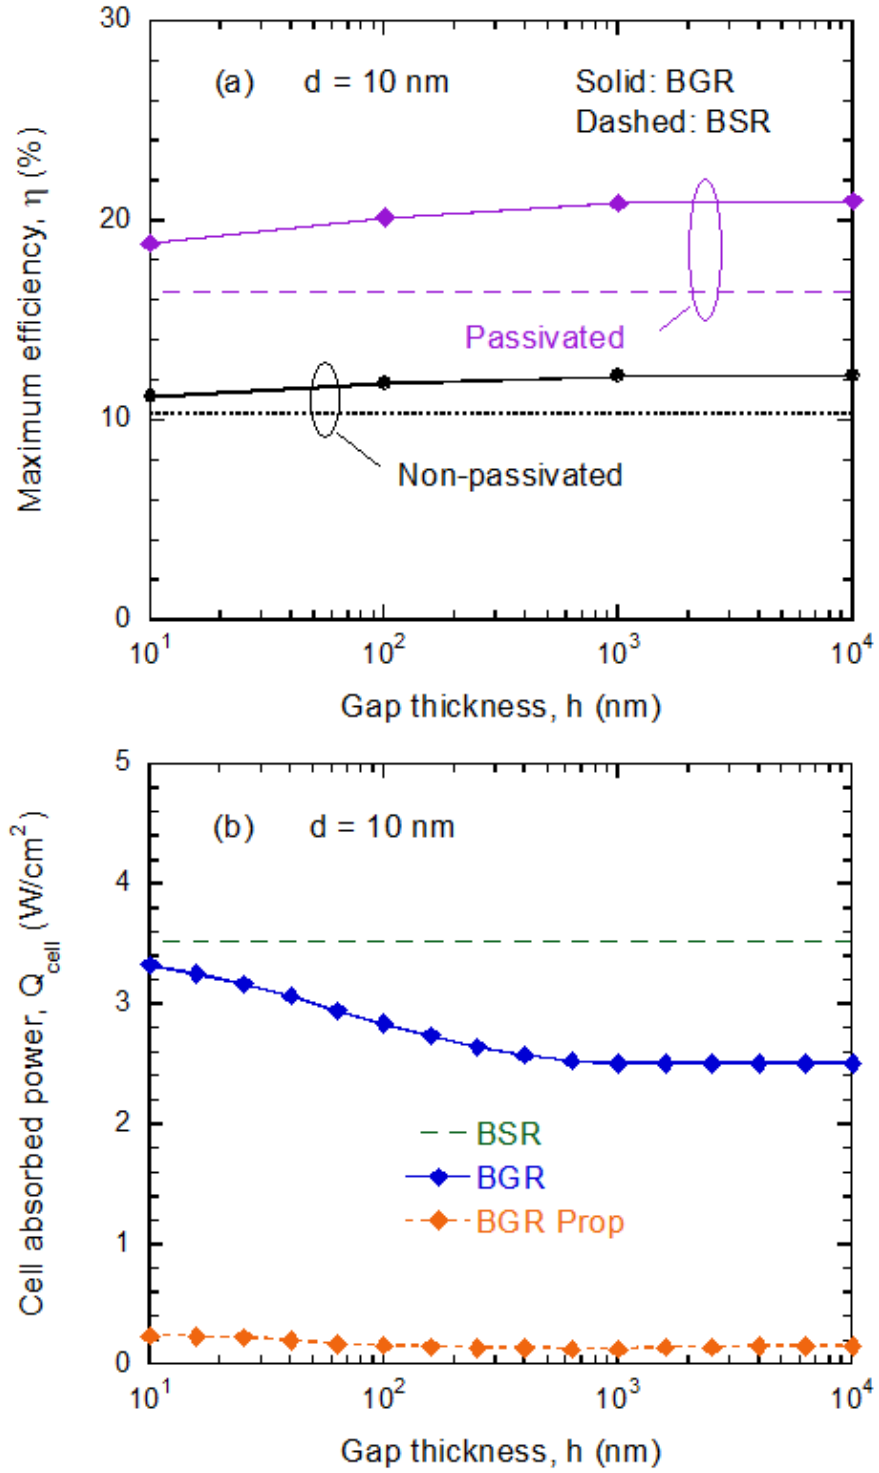 30
(a) d = 10 nm Solid: BGR
Dashed: BSR
20
Passivated
10
Non-passivated
0
10¹ 10² 10³ 10⁴
Maximum efficiency, η (%)
Gap thickness, h (nm)
5
(b) d = 10 nm
4
3
2
BSR
BGR
1
BGR Prop
0
10¹ 10² 10³ 10⁴
Cell absorbed power, Q_cell (W/cm²)
Gap thickness, h (nm)